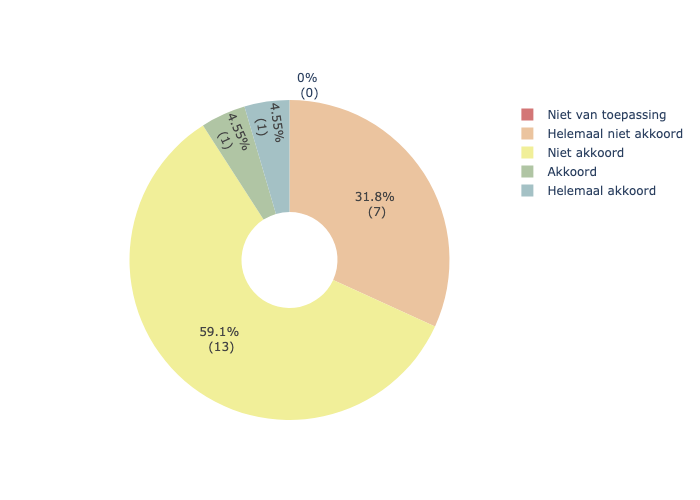 0%
(0)
4.55%
(1)
4.55%
(1)
31.8%
(7)
59.1%
(13)
Niet van toepassing
Helemaal niet akkoord
Niet akkoord
Akkoord
Helemaal akkoord